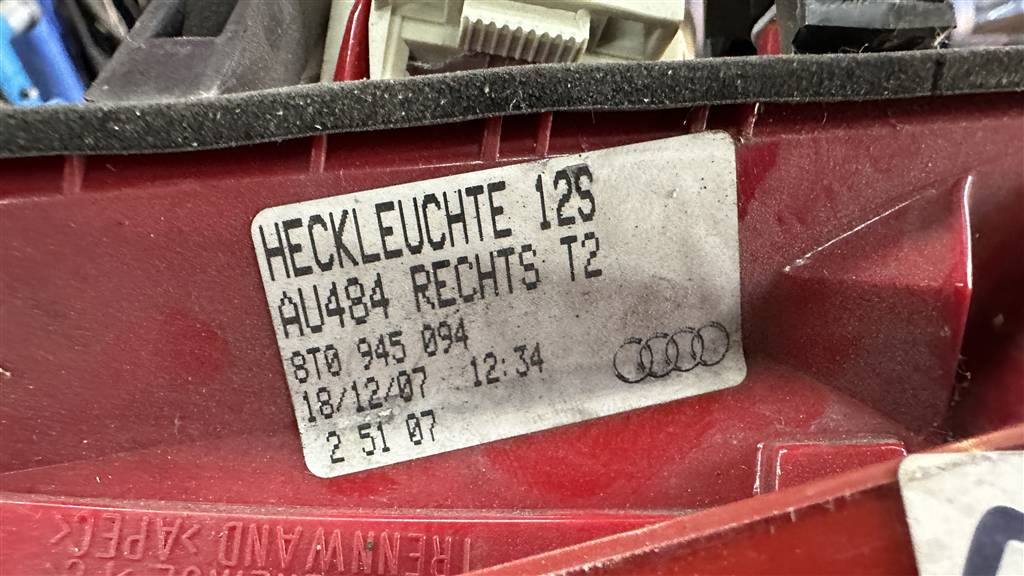 HECKLEUCHTE 12S
AU484 RECHTS T2
8T0 945 094
18/12/07 12:34
2 51 07
TRENNWAND >APEC<